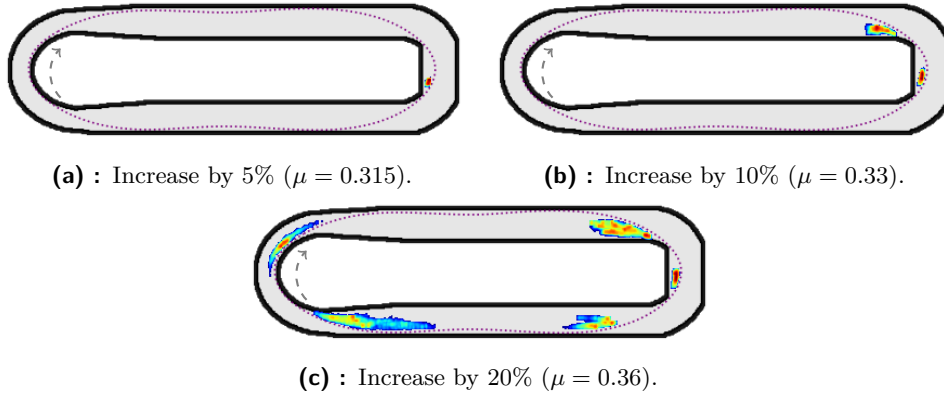 (a) : Increase by 5% (μ = 0.315).
(b) : Increase by 10% (μ = 0.33).
(c) : Increase by 20% (μ = 0.36).